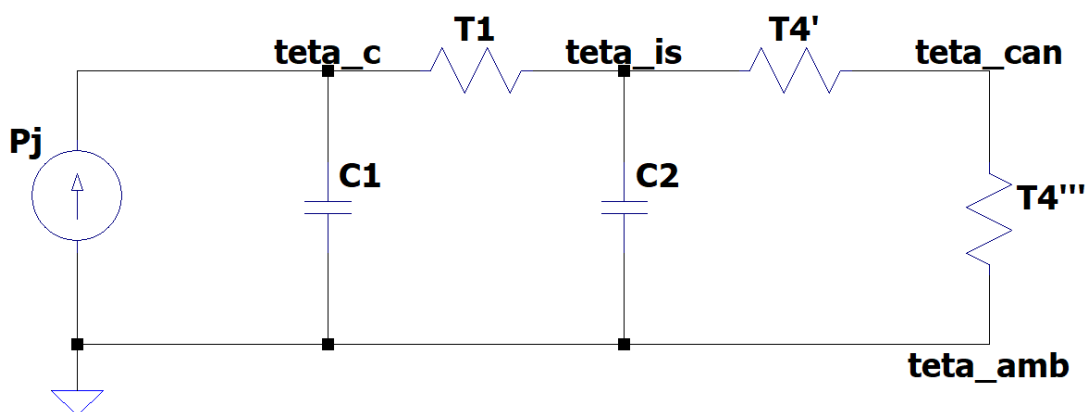 T1
T4'
teta_c
teta_is
teta_can
Pj
C1
C2
T4'''
teta_amb